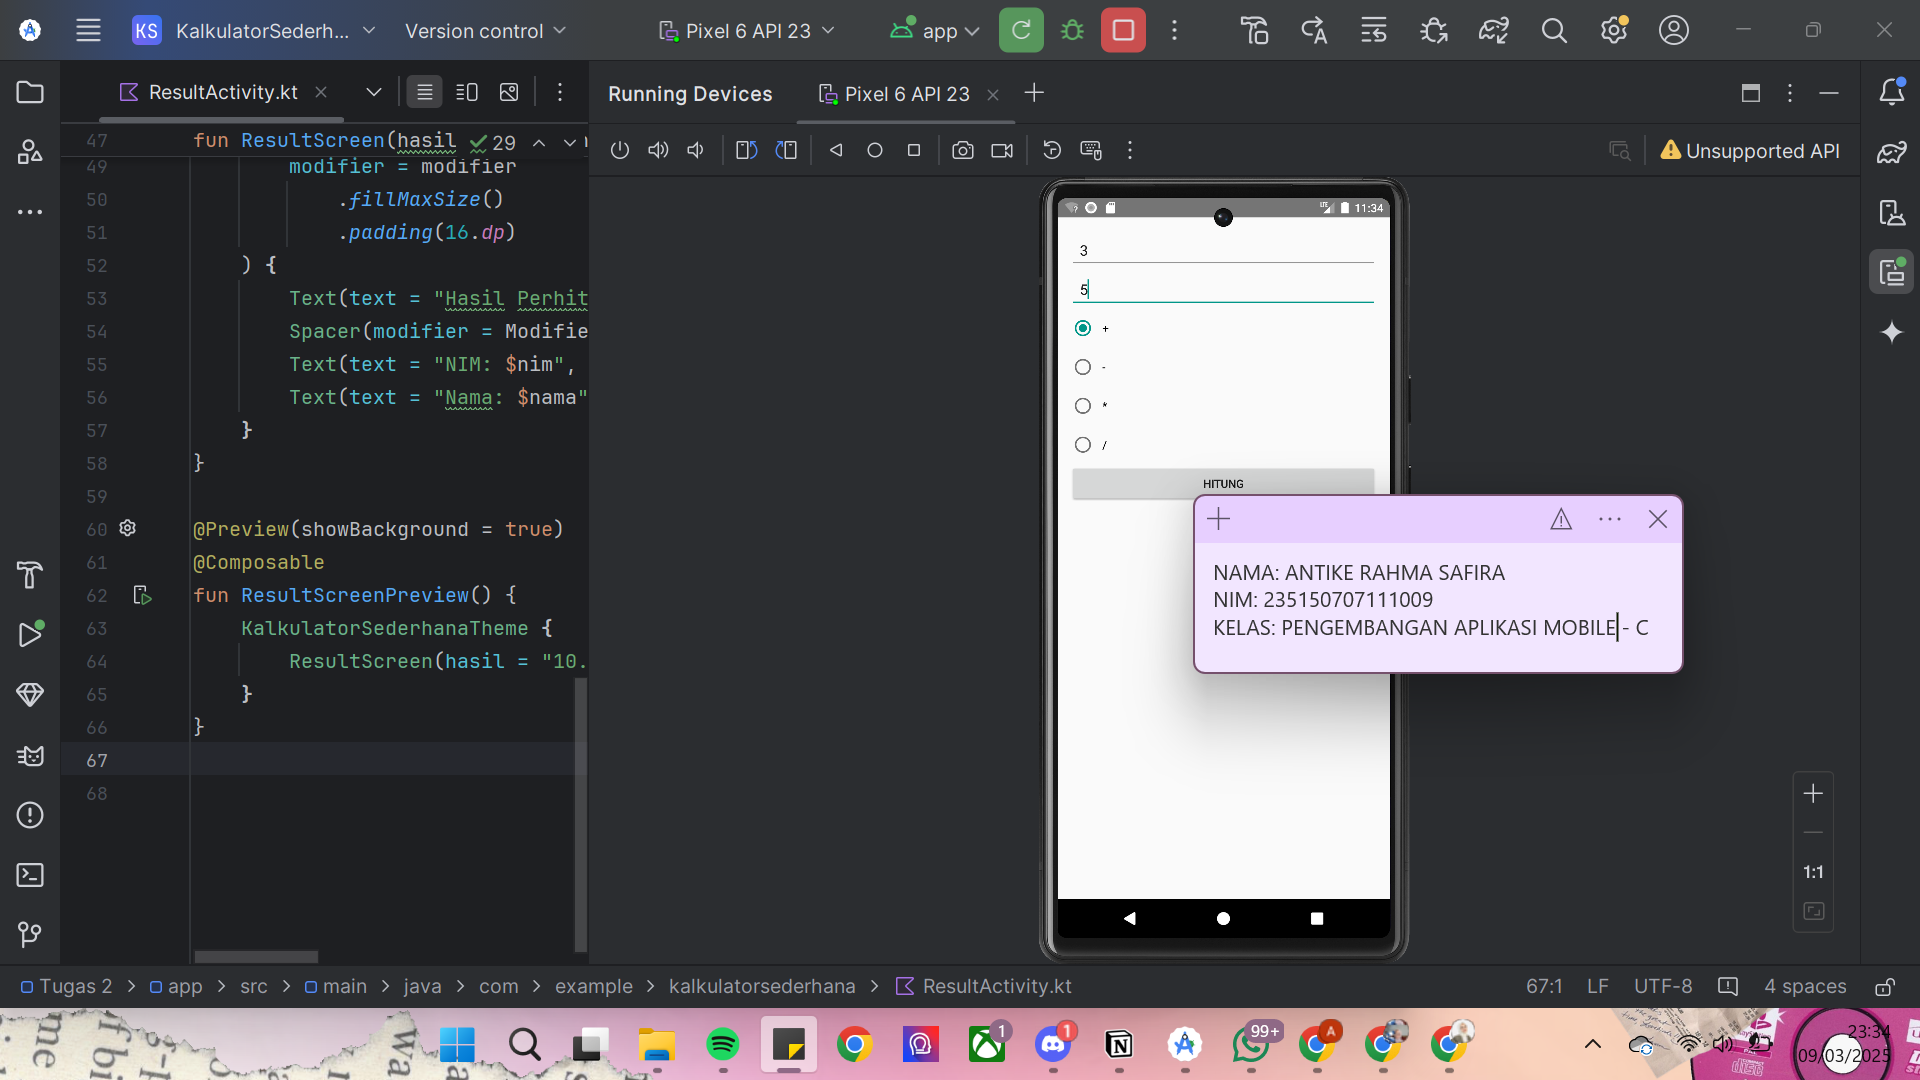 KS KalkulatorSederh... Version control Pixel 6 API 23 app
ResultActivity.kt
Running Devices Pixel 6 API 23
Unsupported API
47 fun ResultScreen(hasil 29
49 modifier = modifier
50 .fillMaxSize()
51 .padding(16.dp)
52 ) {
53 Text(text = "Hasil Perhit
54 Spacer(modifier = Modifie
55 Text(text = "NIM: $nim",
56 Text(text = "Nama: $nama"
57 }
58 }
59
60 @Preview(showBackground = true)
61 @Composable
62 fun ResultScreenPreview() {
63 KalkulatorSederhanaTheme {
64 ResultScreen(hasil = "10.
65 }
66 }
67
68
LTE 11:34
3
5
+
-
*
/
HITUNG
NAMA: ANTIKE RAHMA SAFIRA
NIM: 235150707111009
KELAS: PENGEMBANGAN APLIKASI MOBILE - C
1:1
Tugas 2 > app > src > main > java > com > example > kalkulatorsederhana > ResultActivity.kt
67:1 LF UTF-8 4 spaces
1 1 99+ A
23:34
09/03/2025